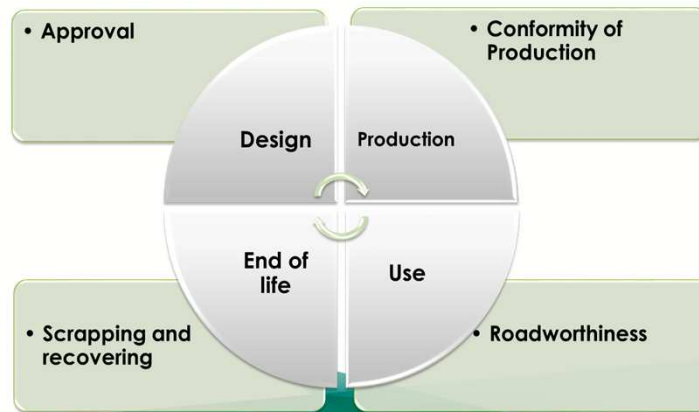 • Approval
• Conformity of
Production
Design
Production
End of
life
Use
• Scrapping and
recovering
• Roadworthiness